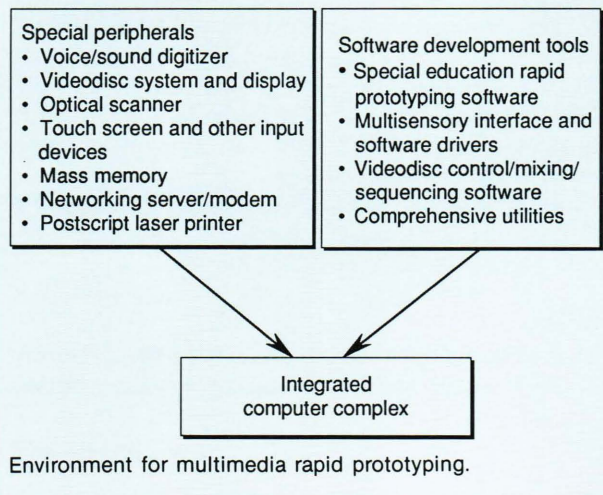 Special peripherals
• Voice/sound digitizer
• Videodisc system and display
• Optical scanner
• Touch screen and other input
devices
• Mass memory
• Networking server/modem
• Postscript laser printer
Software development tools
• Special education rapid
prototyping software
• Multisensory interface and
software drivers
• Videodisc control/mixing/
sequencing software
• Comprehensive utilities
Integrated
computer complex
Environment for multimedia rapid prototyping.